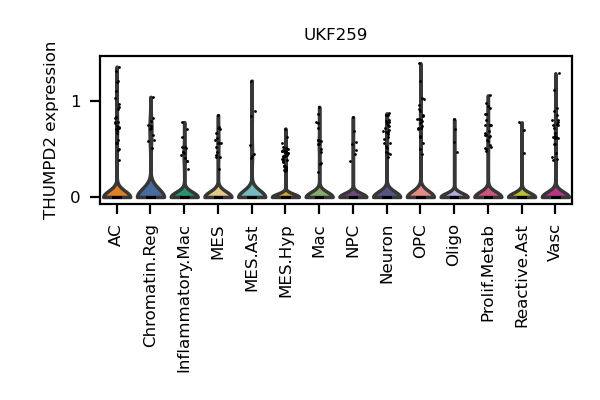 UKF259
THUMPD2 expression
1
0
AC
Chromatin.Reg
Inflammatory.Mac
MES
MES.Ast
MES.Hyp
Mac
NPC
Neuron
OPC
Oligo
Prolif.Metab
Reactive.Ast
Vasc